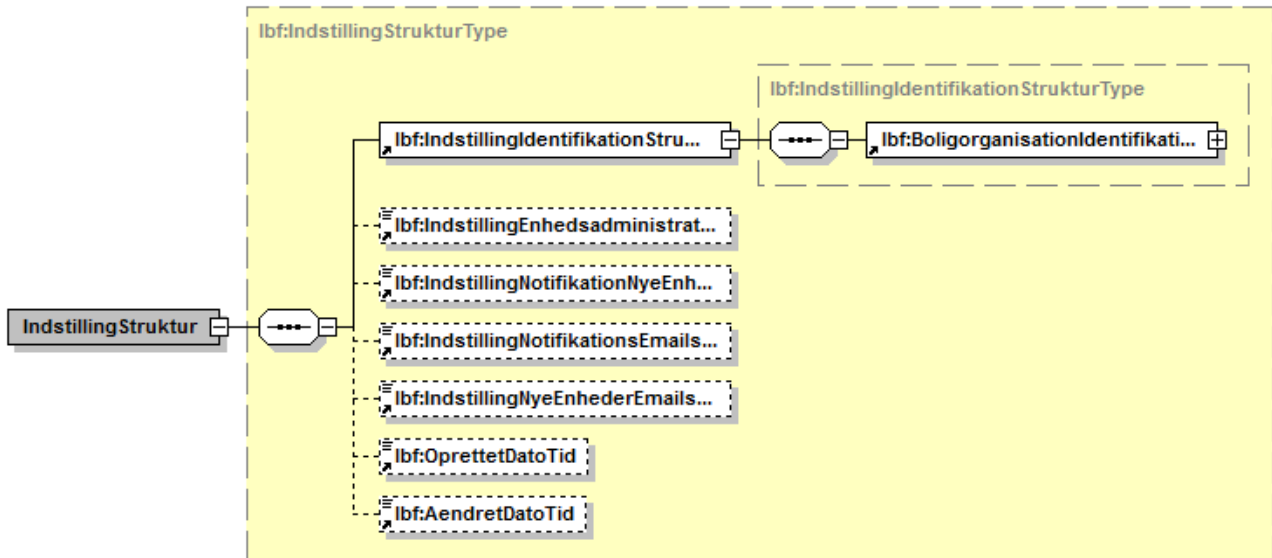 lbf:IndstillingStrukturType
lbf:IndstillingIdentifikationStrukturType
lbf:IndstillingIdentifikationStru...
lbf:BoligorganisationIdentifikati...
lbf:IndstillingEnhedsadministrat...
lbf:IndstillingNotifikationNyeEnh...
IndstillingStruktur
lbf:IndstillingNotifikationsEmails...
lbf:IndstillingNyeEnhederEmails...
lbf:OprettetDatoTid
lbf:AendretDatoTid